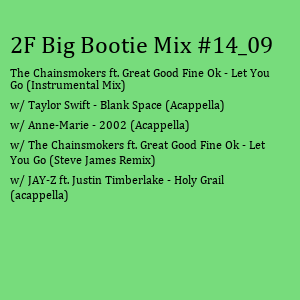 2F Big Bootie Mix #14_09
The Chainsmokers ft. Great Good Fine Ok - Let You
Go (Instrumental Mix)
w/ Taylor Swift - Blank Space (Acappella)
w/ Anne-Marie - 2002 (Acappella)
w/ The Chainsmokers ft. Great Good Fine Ok - Let
You Go (Steve James Remix)
w/ JAY-Z ft. Justin Timberlake - Holy Grail
(acappella)